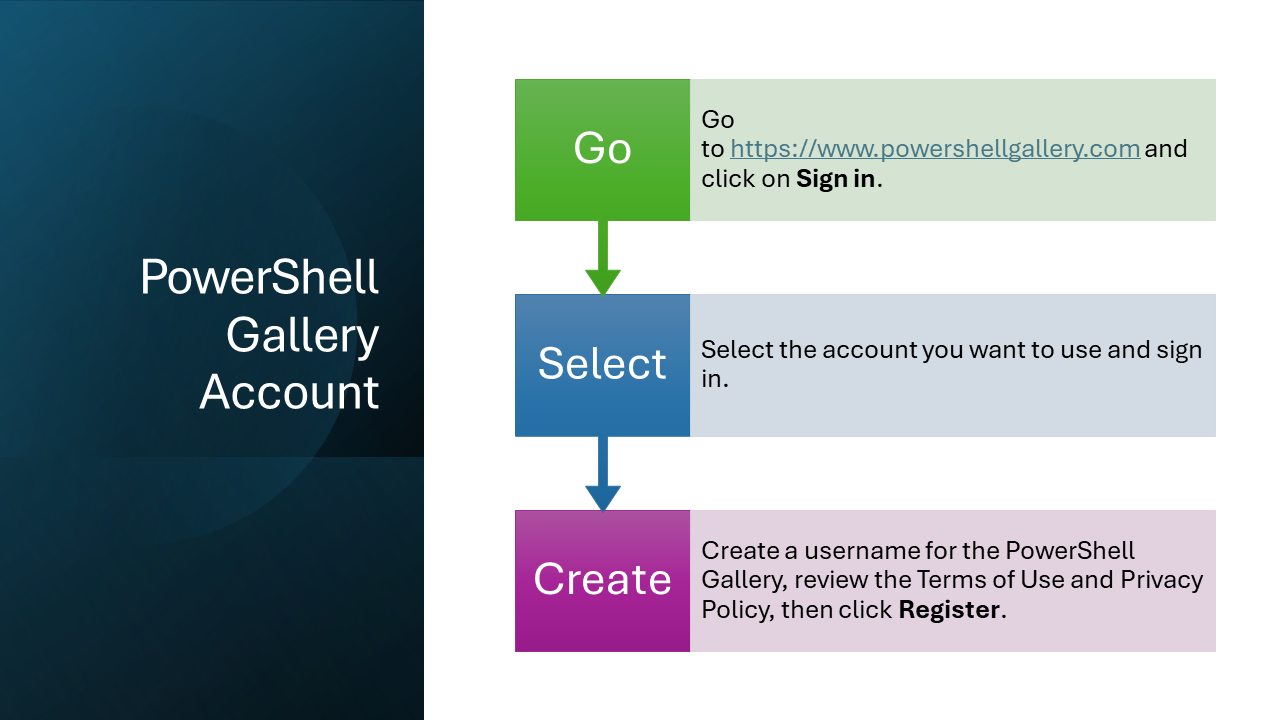 PowerShell
Gallery
Account
Go
Go
to https://www.powershellgallery.com and
click on Sign in.
Select
Select the account you want to use and sign
in.
Create
Create a username for the PowerShell
Gallery, review the Terms of Use and Privacy
Policy, then click Register.